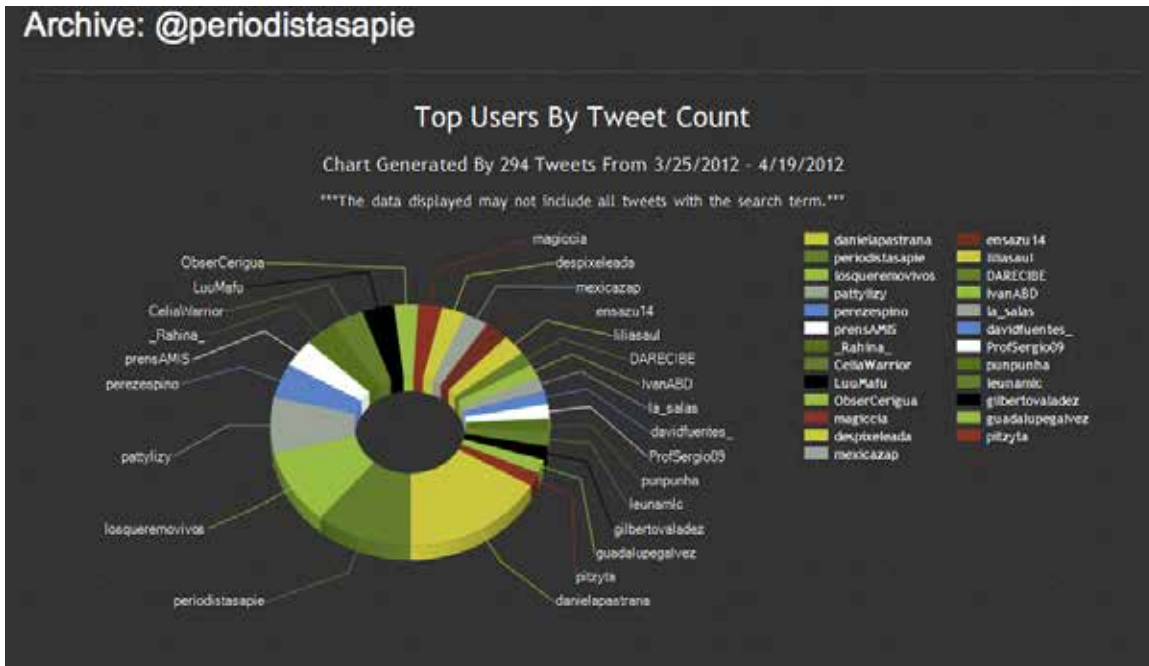 Archive: @periodistasapie
Top Users By Tweet Count
Chart Generated By 294 Tweets From 3/25/2012 - 4/19/2012
***The data displayed may not include all tweets with the search term.***
magiccia
ObserCerigua
despixeleada
LuuMafu
mexicazap
CeliaWarrior
ensazu14
_Rahina_
liliasaul
prensAMIS
DARECIBE
perezespino
IvanABD
la_salas
davidfuentes_
pattylizy
ProfSergio09
punpunha
leunamic
losqueremovivos
gilbertovaladez
guadalupegalvez
pitzyta
periodistasapie
danielapastrana
danielapastrana
periodistasapie
losqueremovivos
pattylizy
perezespino
prensAMIS
_Rahina_
CeliaWarrior
LuuMafu
ObserCerigua
magiccia
despixeleada
mexicazap
ensazu14
liliasaul
DARECIBE
IvanABD
la_salas
davidfuentes_
ProfSergio09
punpunha
leunamic
gilbertovaladez
guadalupegalvez
pitzyta